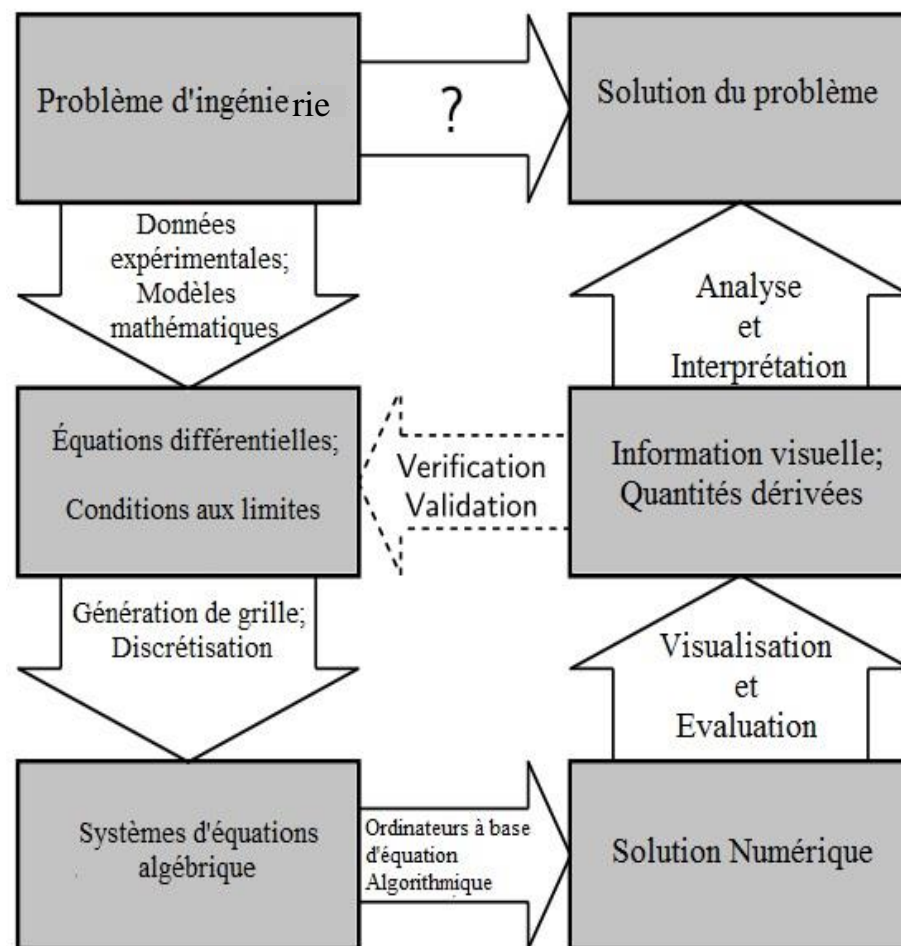 Problème d'ingénierie
?
Solution du problème
Données
expérimentales;
Modèles
mathématiques
Analyse
et
Interprétation
Équations différentielles;
Conditions aux limites
Verification
Validation
Information visuelle;
Quantités dérivées
Génération de grille;
Discrétisation
Visualisation
et
Evaluation
Systèmes d'équations
algébrique
Ordinateurs à base
d'équation
Algorithmique
Solution Numérique